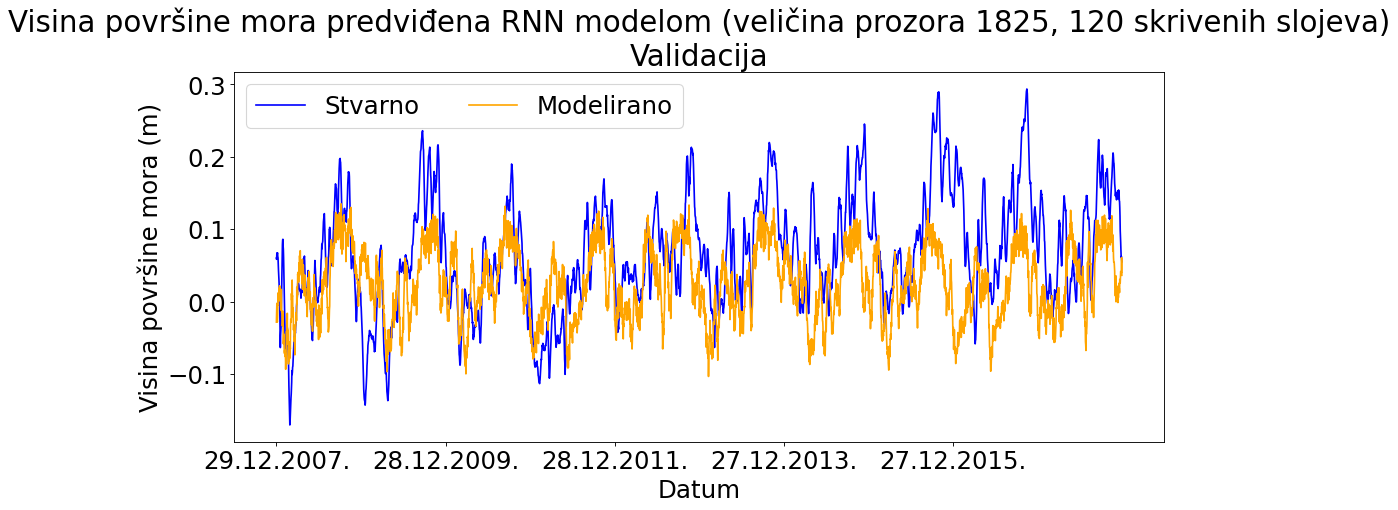 Visina površine mora predviđena RNN modelom (veličina prozora 1825, 120 skrivenih slojeva)
Validacija
Stvarno
Modelirano
Visina površine mora (m)
0.3
0.2
0.1
0.0
−0.1
29.12.2007.
28.12.2009.
28.12.2011.
27.12.2013.
27.12.2015.
Datum